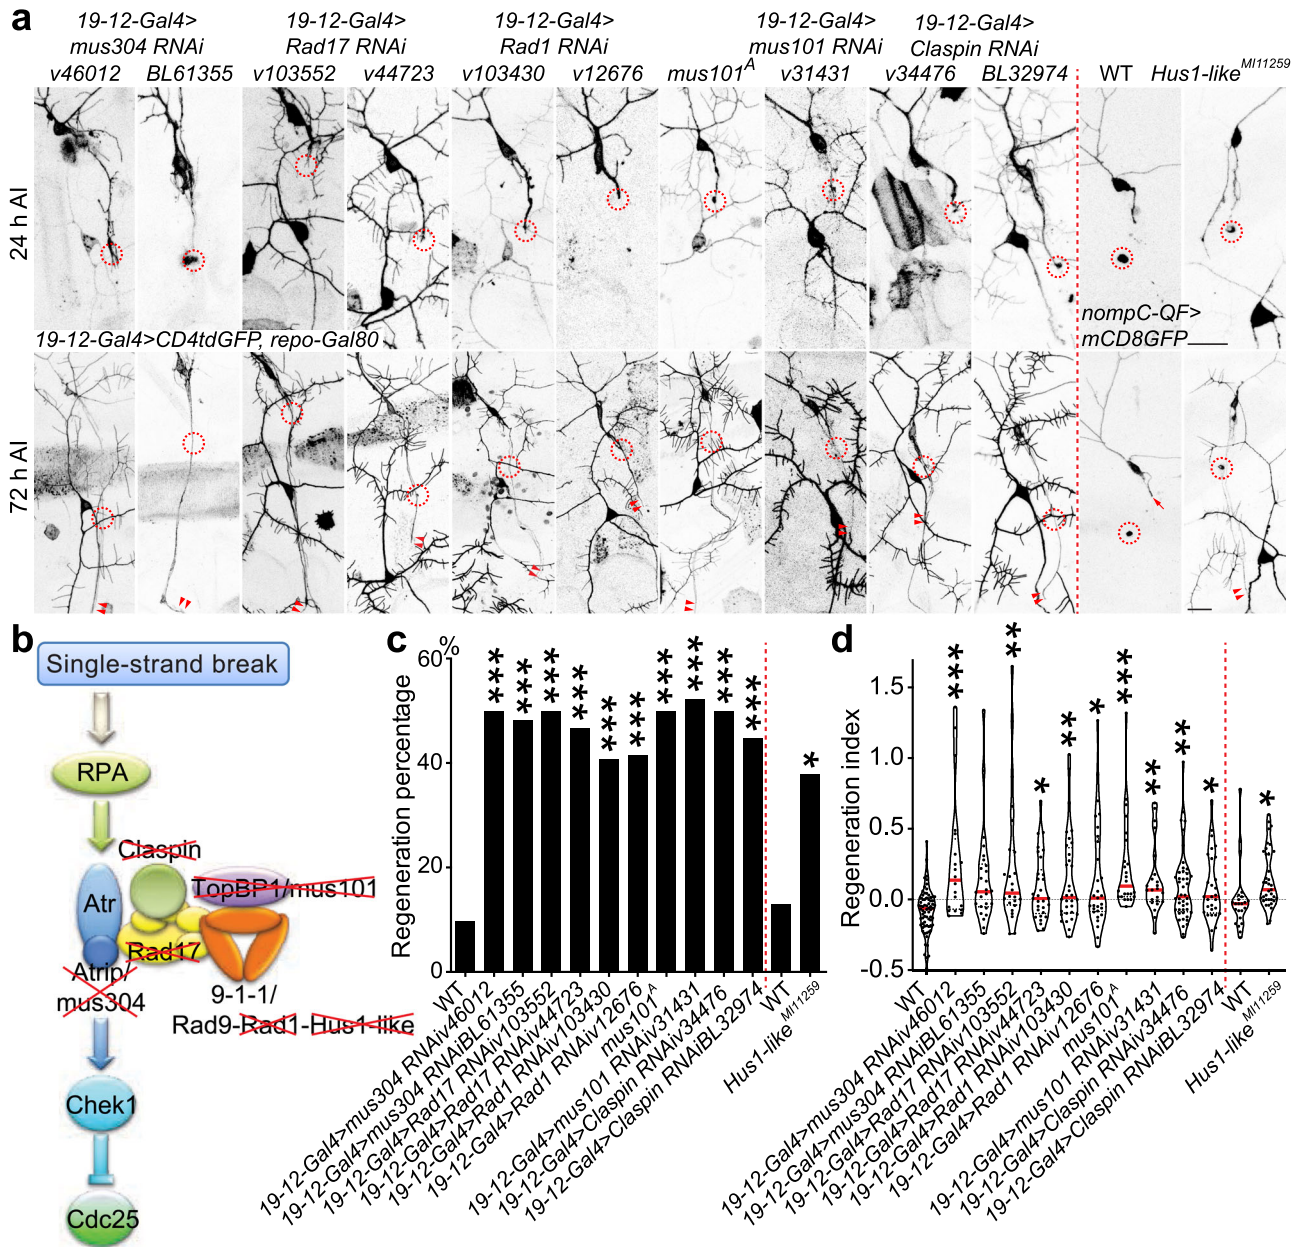 a
19-12-Gal4>
mus304 RNAi
19-12-Gal4>
Rad17 RNAi
19-12-Gal4>
Rad1 RNAi
19-12-Gal4>
mus101 RNAi
19-12-Gal4>
Claspin RNAi
v46012 BL61355 v103552 v44723 v103430 v12676 mus101^A v31431 v34476 BL32974 WT Hus1-like^MI11259
24 h AI
nompC-QF>
mCD8GFP
19-12-Gal4>CD4tdGFP, repo-Gal80
72 h AI
b
Single-strand break
RPA
Claspin
TopBP1/mus101
Atr
Rad17
Atrip/
mus304
9-1-1/
Rad9-Rad1-Hus1-like
Chek1
Cdc25
c
Regeneration percentage
60%
40
20
0
*** *** *** *** *** *** *** *** *** *** *
WT
19-12-Gal4>mus304 RNAiv46012
19-12-Gal4>mus304 RNAiBL61355
19-12-Gal4>Rad17 RNAiv103552
19-12-Gal4>Rad17 RNAiv44723
19-12-Gal4>Rad1 RNAiv103430
19-12-Gal4>Rad1 RNAiv12676
mus101^A
19-12-Gal4>mus101 RNAiv31431
19-12-Gal4>Claspin RNAiv34476
19-12-Gal4>Claspin RNAiBL32974
WT
Hus1-like^MI11259
d
Regeneration index
1.5
1.0
0.5
0.0
-0.5
*** ** * ** * *** ** ** * *
WT
19-12-Gal4>mus304 RNAiv46012
19-12-Gal4>mus304 RNAiBL61355
19-12-Gal4>Rad17 RNAiv103552
19-12-Gal4>Rad17 RNAiv44723
19-12-Gal4>Rad1 RNAiv103430
19-12-Gal4>Rad1 RNAiv12676
mus101^A
19-12-Gal4>mus101 RNAiv31431
19-12-Gal4>Claspin RNAiv34476
19-12-Gal4>Claspin RNAiBL32974
WT
Hus1-like^MI11259